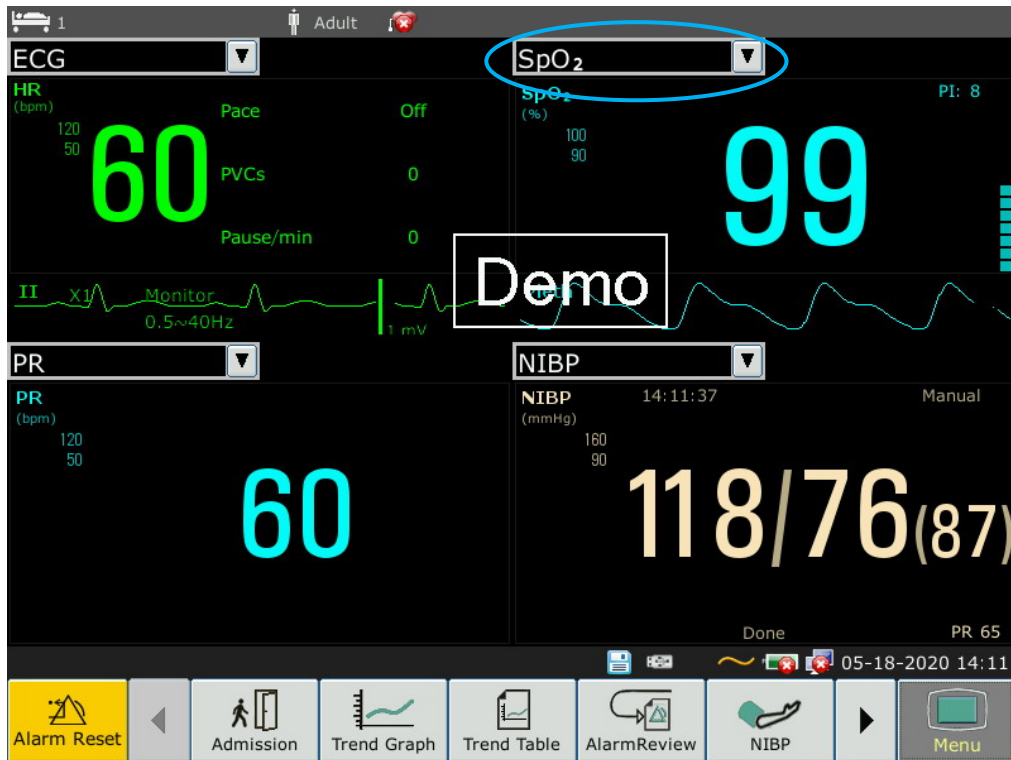 1 Adult
ECG
SpO₂
HR
(bpm)
120
50
60
Pace Off
PVCs 0
Pause/min 0
SpO₂
(%)
100
90
PI: 8
99
Demo
II X1 Monitor
0.5~40Hz
1 mV
Pleth
PR
NIBP
PR
(bpm)
120
50
60
NIBP
(mmHg)
14:11:37
Manual
160
90
118/76(87)
Done
PR 65
05-18-2020 14:11
Alarm Reset
Admission
Trend Graph
Trend Table
AlarmReview
NIBP
Menu